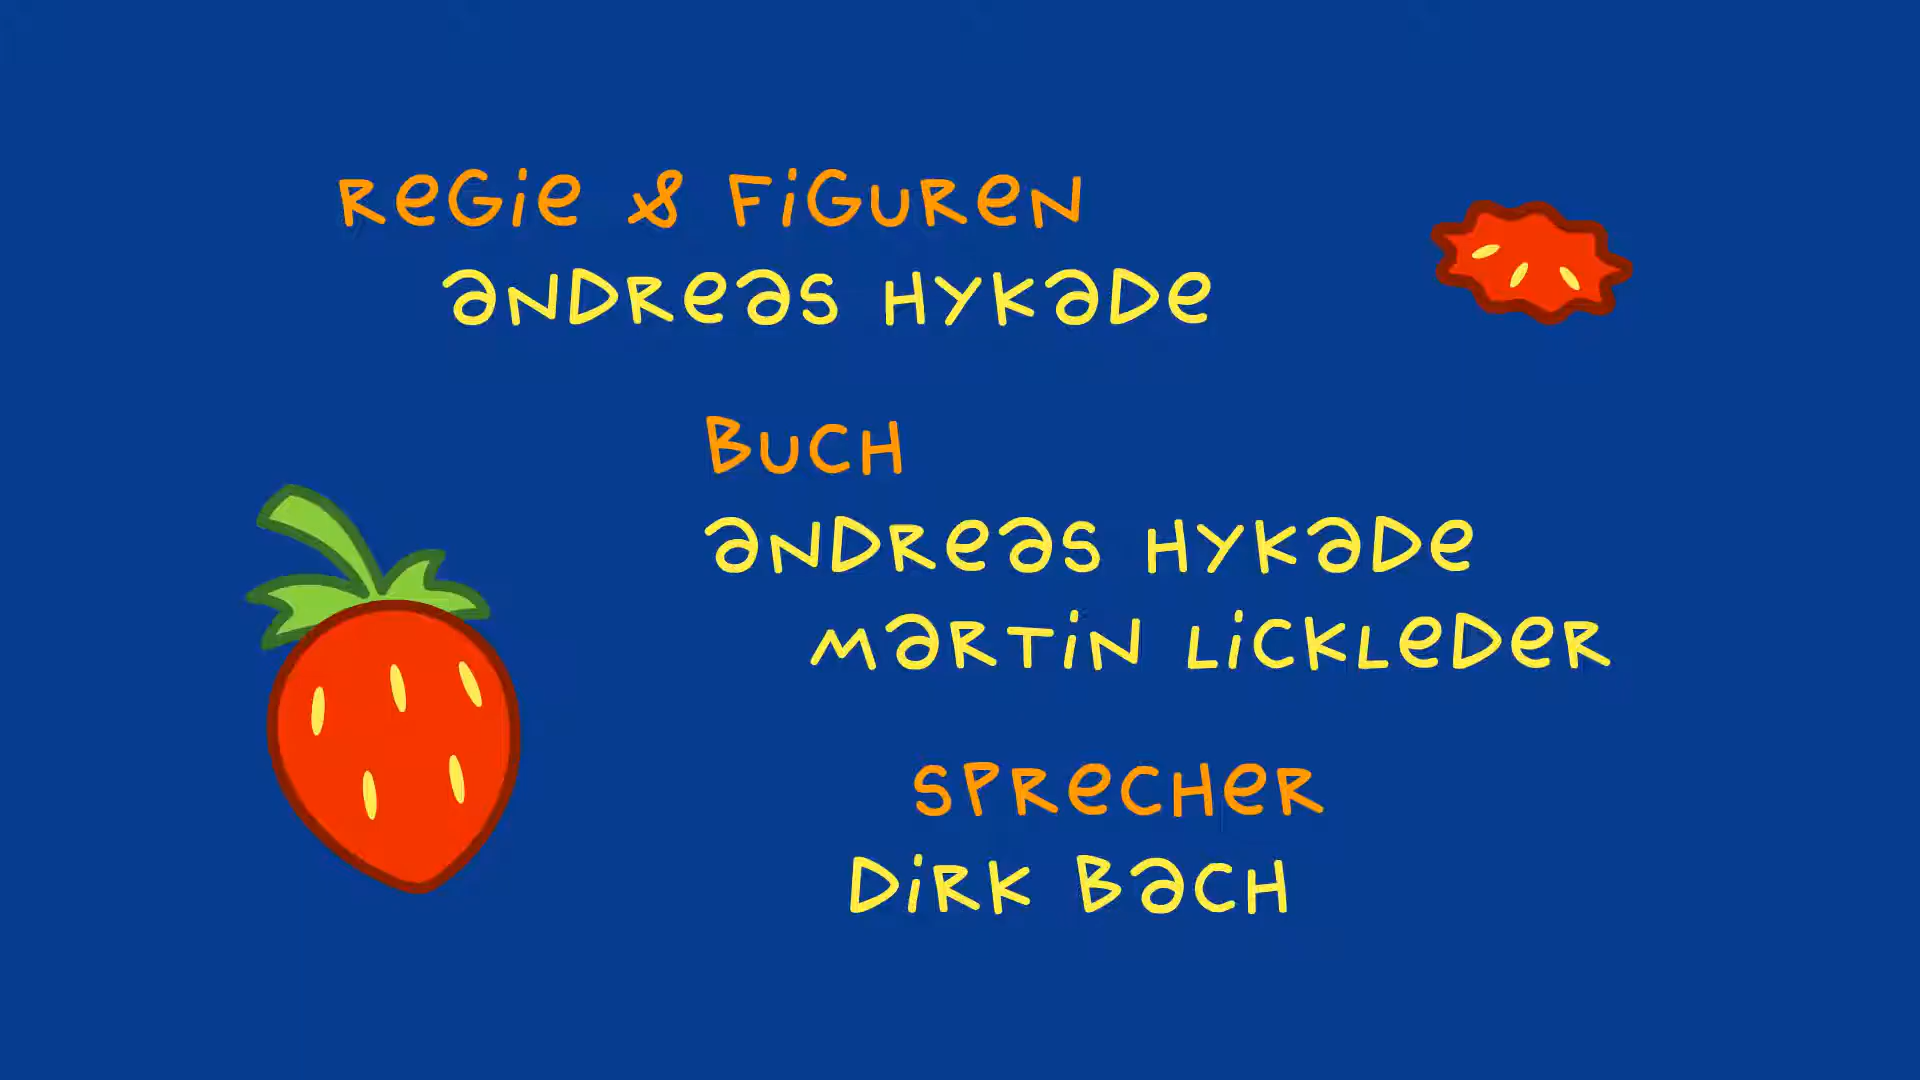 Regie & Figuren
Andreas Hykade
Buch
Andreas Hykade
Martin Lickleder
Sprecher
Dirk Bach